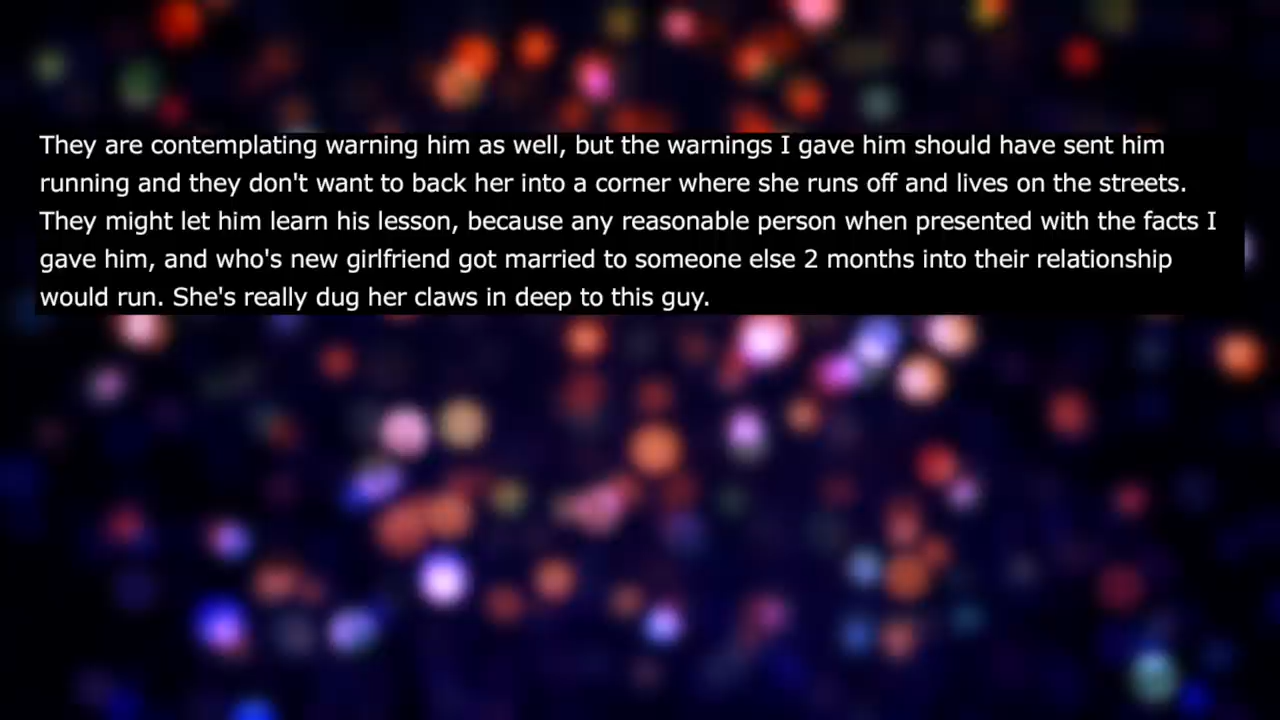 They are contemplating warning him as well, but the warnings I gave him should have sent him
running and they don't want to back her into a corner where she runs off and lives on the streets.
They might let him learn his lesson, because any reasonable person when presented with the facts I
gave him, and who's new girlfriend got married to someone else 2 months into their relationship
would run. She's really dug her claws in deep to this guy.